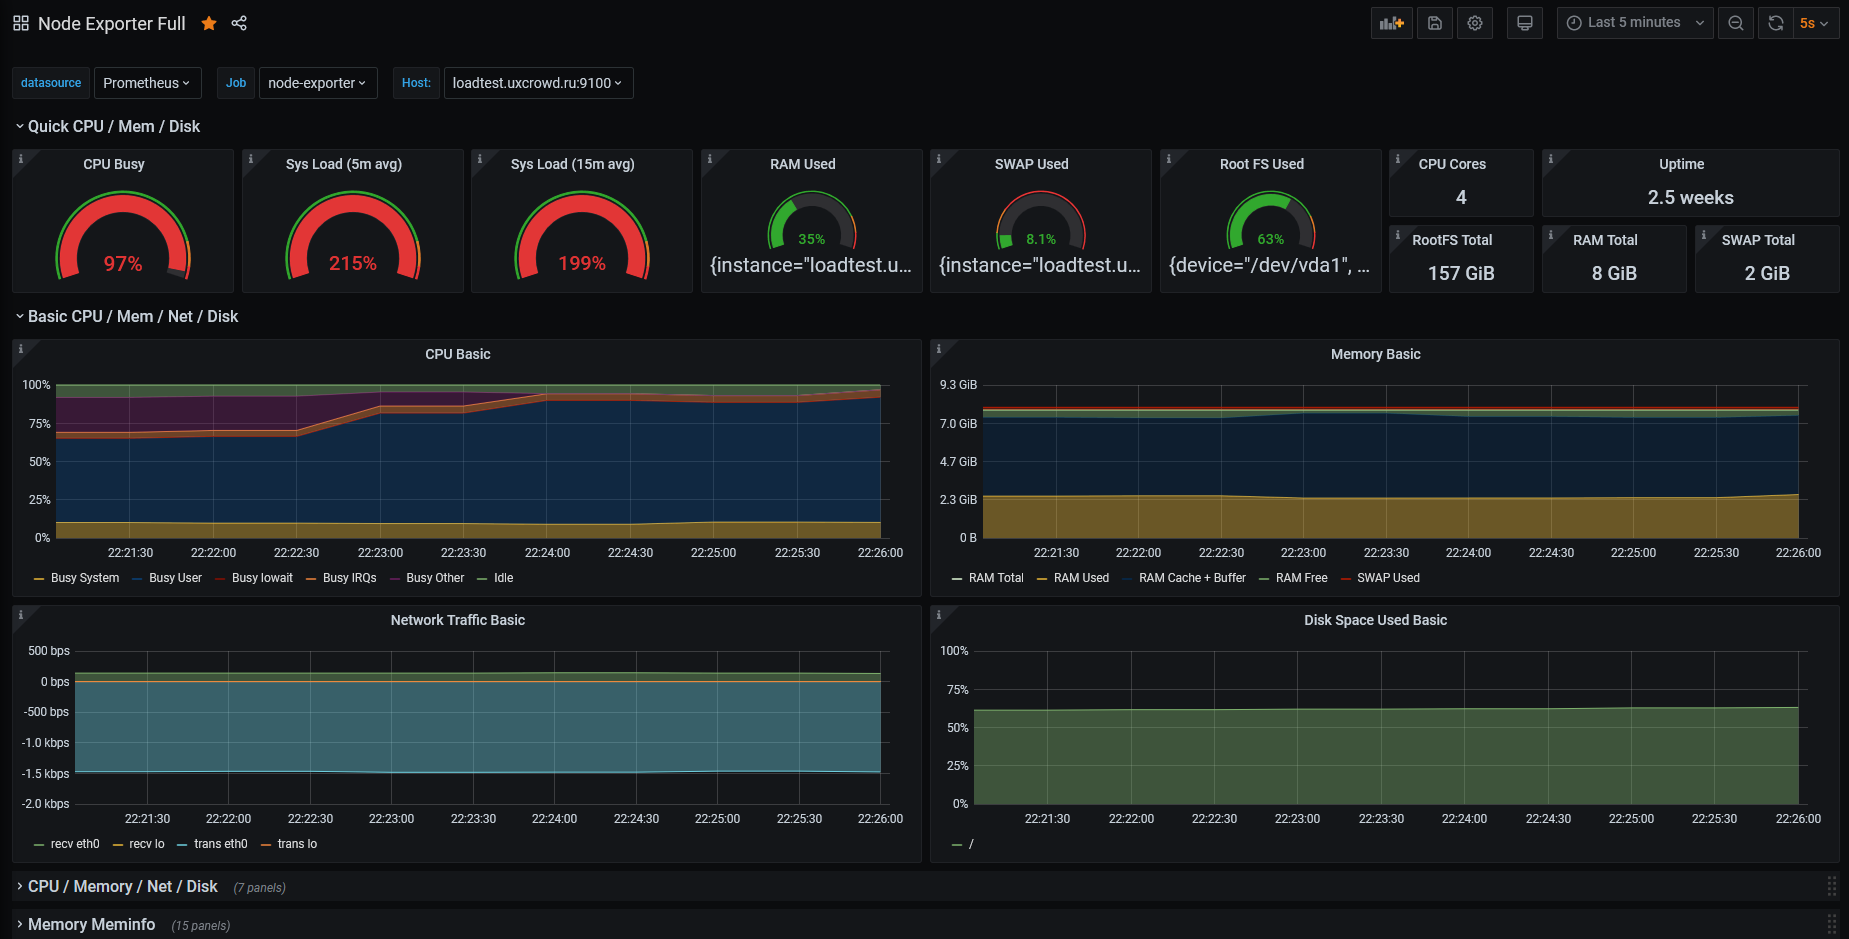 Node Exporter Full
Last 5 minutes
5s
datasource Prometheus Job node-exporter Host: loadtest.uxcrowd.ru:9100
Quick CPU / Mem / Disk
CPU Busy
97%
Sys Load (5m avg)
215%
Sys Load (15m avg)
199%
RAM Used
35%
{instance="loadtest.u...
SWAP Used
8.1%
{instance="loadtest.u...
Root FS Used
63%
{device="/dev/vda1", ...
CPU Cores
4
Uptime
2.5 weeks
RootFS Total
157 GiB
RAM Total
8 GiB
SWAP Total
2 GiB
Basic CPU / Mem / Net / Disk
CPU Basic
100%
75%
50%
25%
0%
22:21:30 22:22:00 22:22:30 22:23:00 22:23:30 22:24:00 22:24:30 22:25:00 22:25:30 22:26:00
Busy System Busy User Busy Iowait Busy IRQs Busy Other Idle
Memory Basic
9.3 GiB
7.0 GiB
4.7 GiB
2.3 GiB
0 B
22:21:30 22:22:00 22:22:30 22:23:00 22:23:30 22:24:00 22:24:30 22:25:00 22:25:30 22:26:00
RAM Total RAM Used RAM Cache + Buffer RAM Free SWAP Used
Network Traffic Basic
500 bps
0 bps
-500 bps
-1.0 kbps
-1.5 kbps
-2.0 kbps
22:21:30 22:22:00 22:22:30 22:23:00 22:23:30 22:24:00 22:24:30 22:25:00 22:25:30 22:26:00
recv eth0 recv lo trans eth0 trans lo
Disk Space Used Basic
100%
75%
50%
25%
0%
22:21:30 22:22:00 22:22:30 22:23:00 22:23:30 22:24:00 22:24:30 22:25:00 22:25:30 22:26:00
/
CPU / Memory / Net / Disk (7 panels)
Memory Meminfo (15 panels)